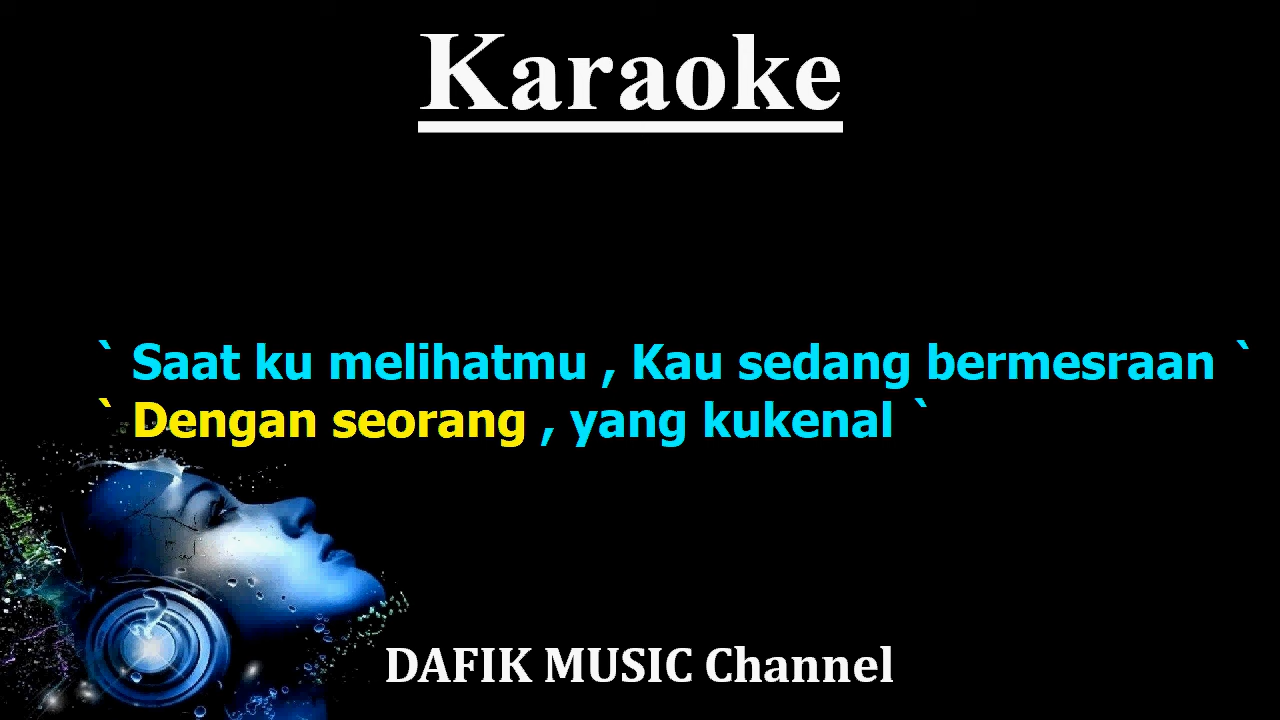 Karaoke
` Saat ku melihatmu , Kau sedang bermesraan `
` Dengan seorang , yang kukenal `
DAFIK MUSIC Channel